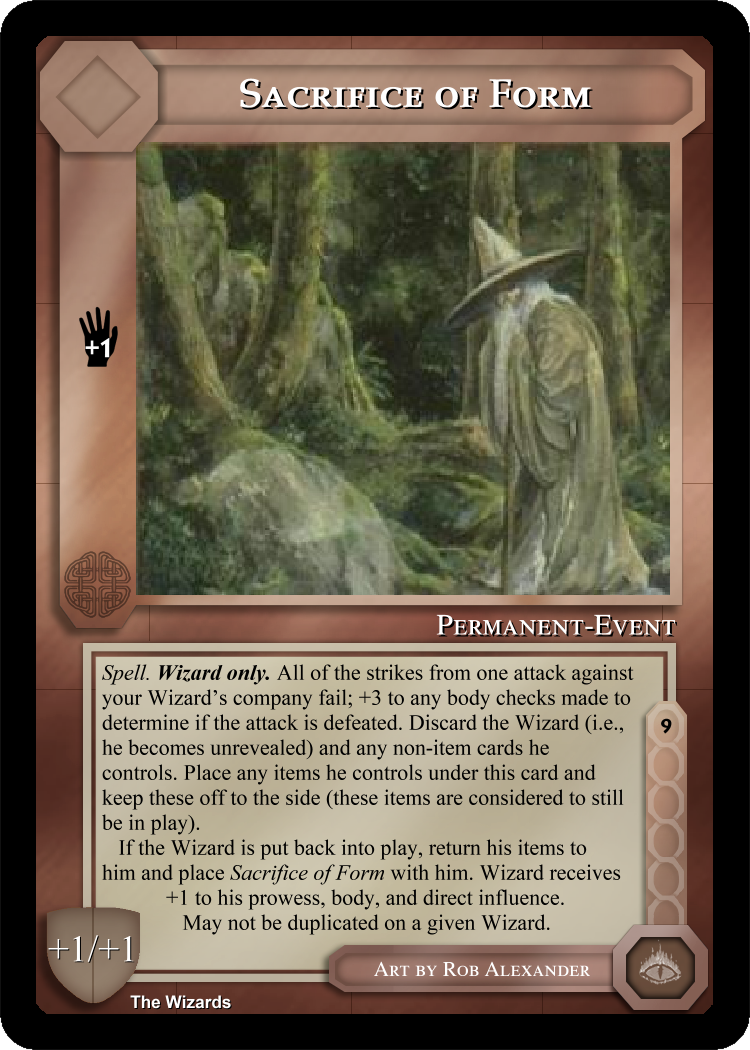 Sacrifice of Form
+1
Permanent-Event
Spell. Wizard only. All of the strikes from one attack against
your Wizard's company fail; +3 to any body checks made to
determine if the attack is defeated. Discard the Wizard (i.e.,
he becomes unrevealed) and any non-item cards he
controls. Place any items he controls under this card and
keep these off to the side (these items are considered to still
be in play).
If the Wizard is put back into play, return his items to
him and place Sacrifice of Form with him. Wizard receives
+1 to his prowess, body, and direct influence.
May not be duplicated on a given Wizard.
9
+1/+1
Art by Rob Alexander
The Wizards